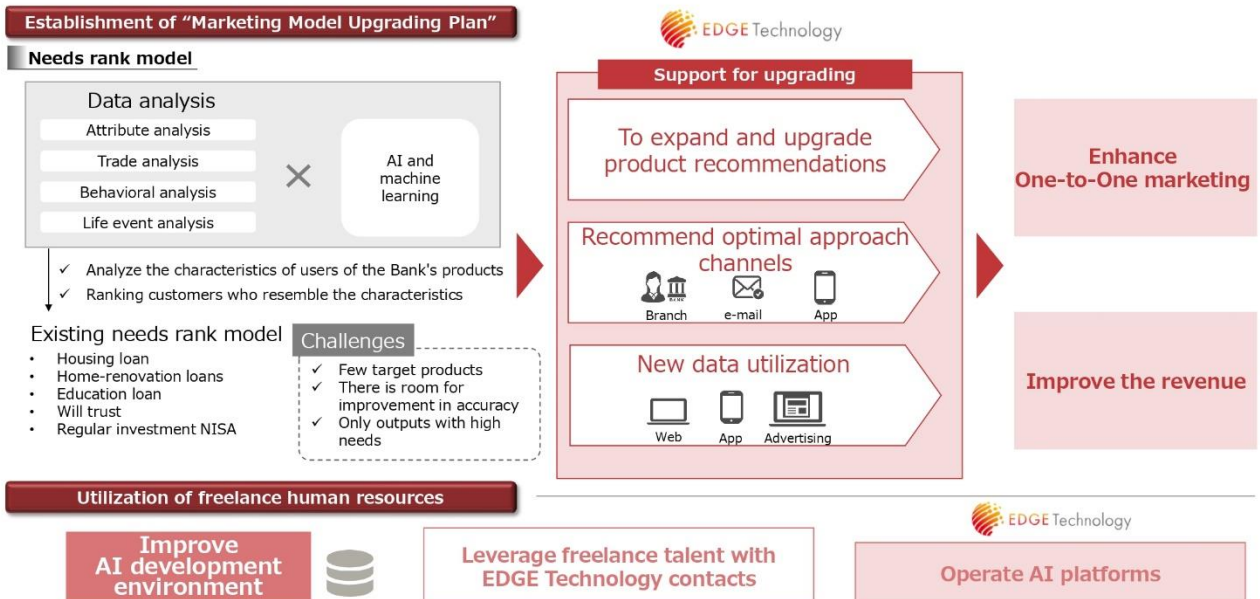 Establishment of “Marketing Model Upgrading Plan”
EDGE Technology
Needs rank model
Data analysis
Attribute analysis
Trade analysis
Behavioral analysis
Life event analysis
×
AI and
machine
learning
✓ Analyze the characteristics of users of the Bank's products
✓ Ranking customers who resemble the characteristics
Existing needs rank model
• Housing loan
• Home-renovation loans
• Education loan
• Will trust
• Regular investment NISA
Challenges
✓ Few target products
✓ There is room for
improvement in accuracy
✓ Only outputs with high
needs
Support for upgrading
To expand and upgrade
product recommendations
Recommend optimal approach
channels
BANK
Branch
e-mail
App
New data utilization
Web
App
Advertising
Enhance
One-to-One marketing
Improve the revenue
Utilization of freelance human resources
EDGE Technology
Improve
AI development
environment
Leverage freelance talent with
EDGE Technology contacts
Operate AI platforms